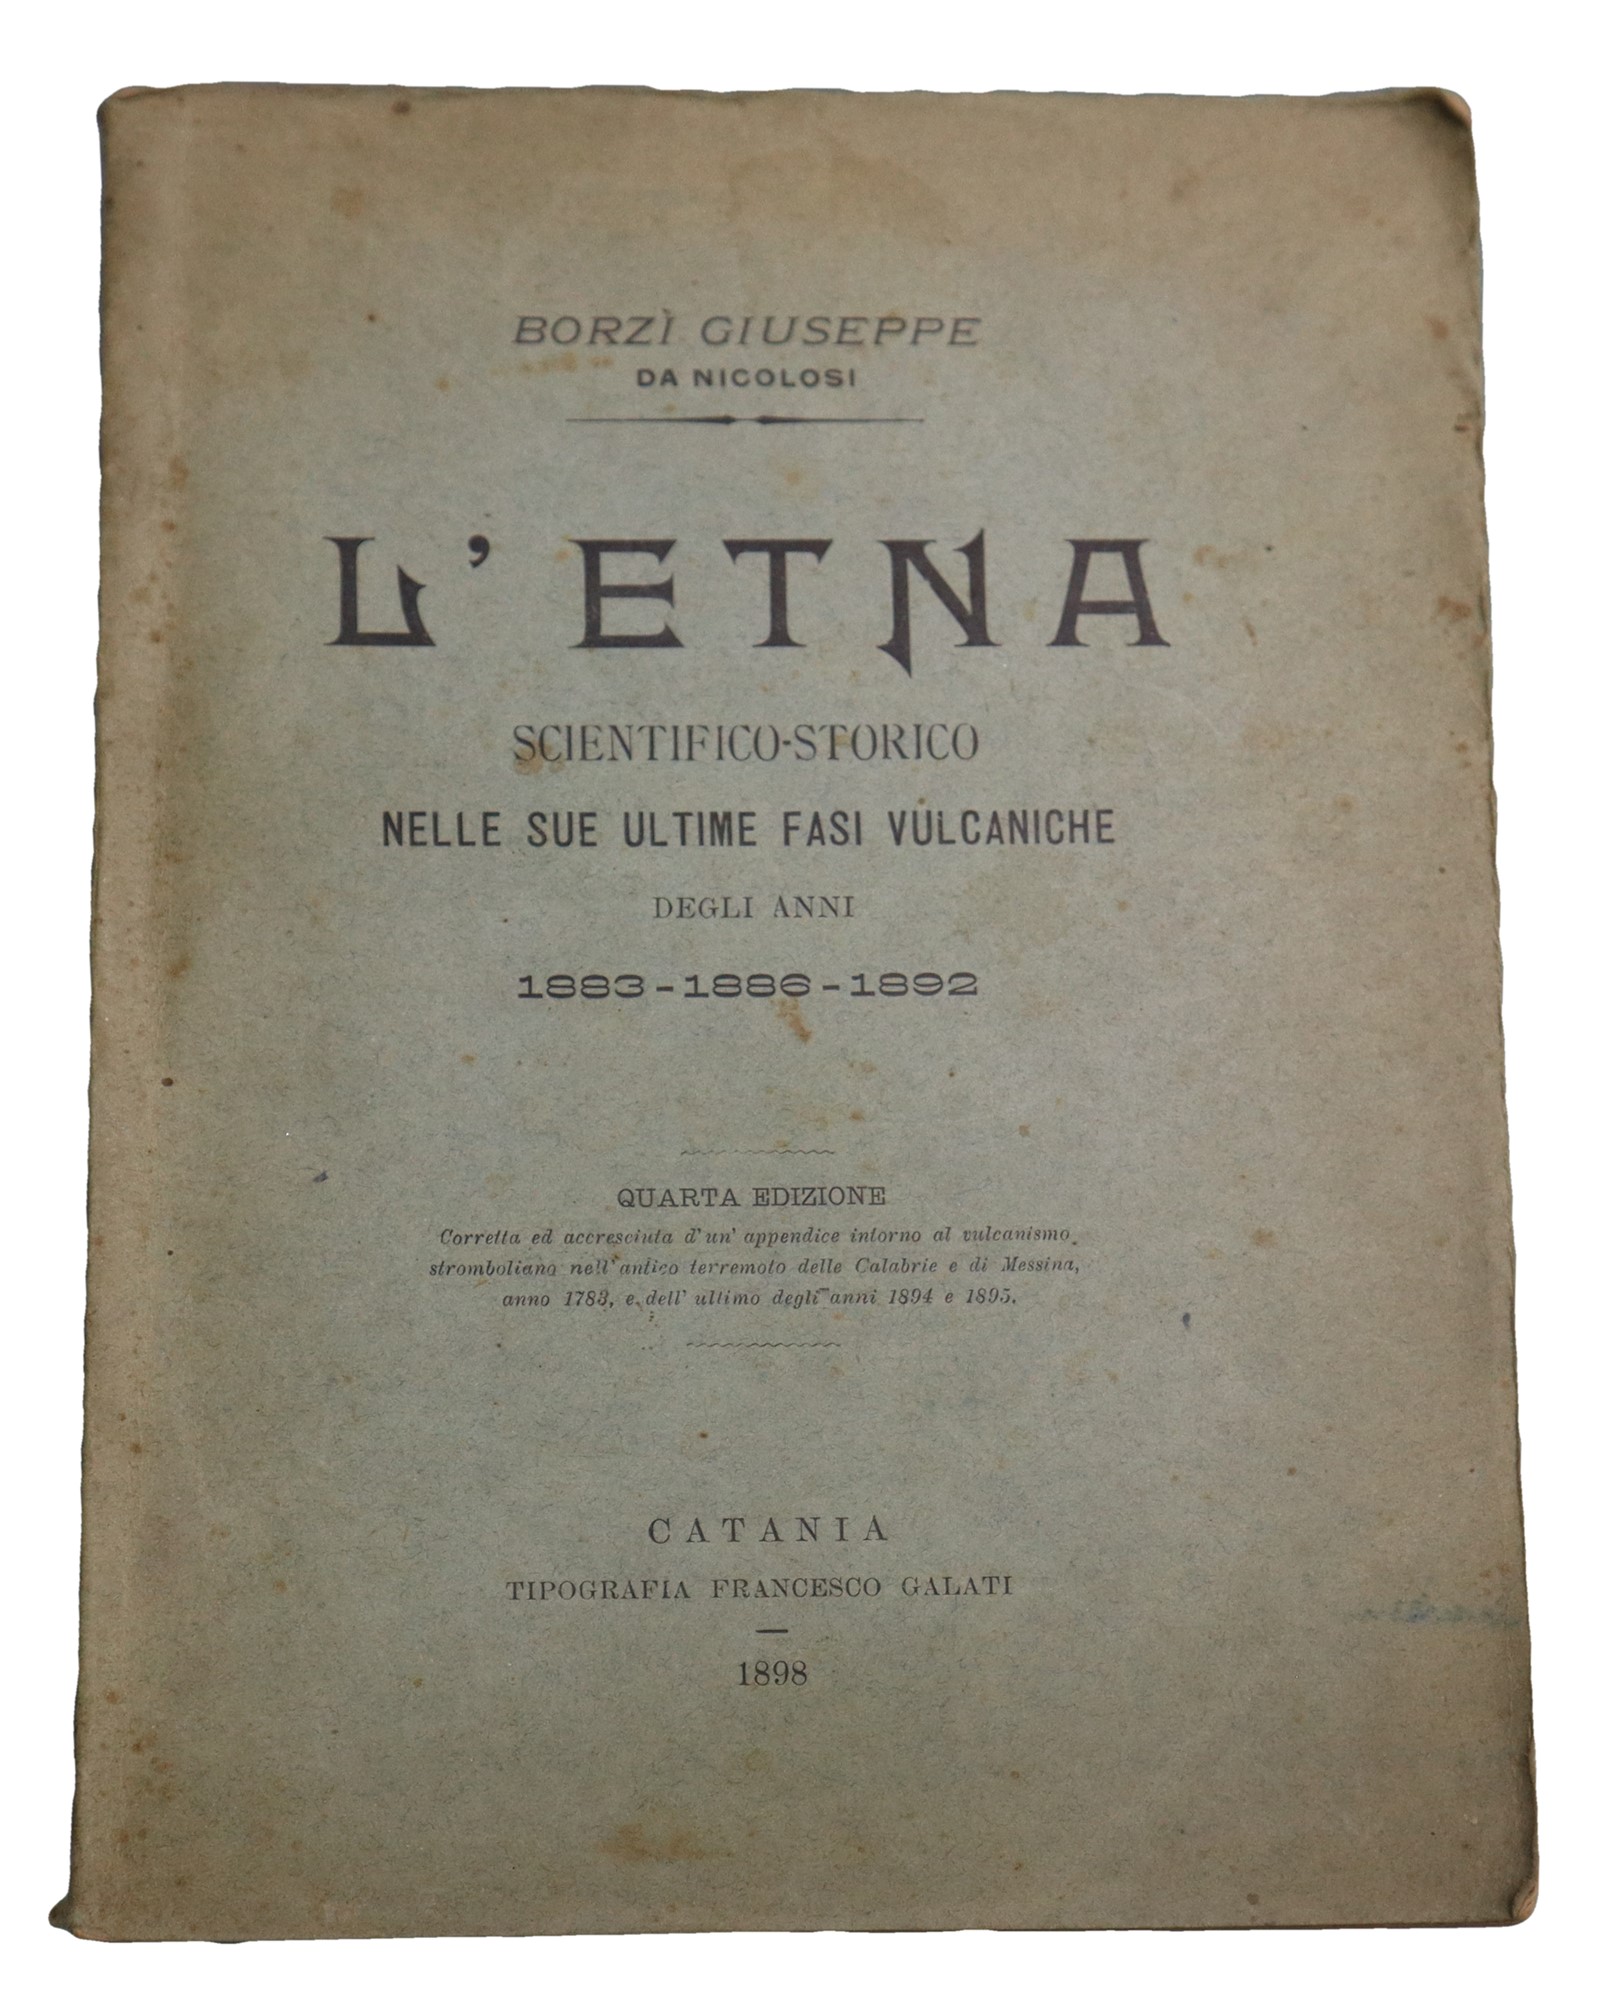 BORZÌ GIUSEPPE
DA NICOLOSI
L' ETNA
SCIENTIFICO-STORICO
NELLE SUE ULTIME FASI VULCANICHE
DEGLI ANNI
1883-1886-1892
QUARTA EDIZIONE
Corretta ed accresciuta d' un' appendice intorno al vulcanismo
stromboliano nell' antico terremoto delle Calabrie e di Messina,
anno 1783, e dell' ultimo degli anni 1894 e 1895.
CATANIA
TIPOGRAFIA FRANCESCO GALATI
1898